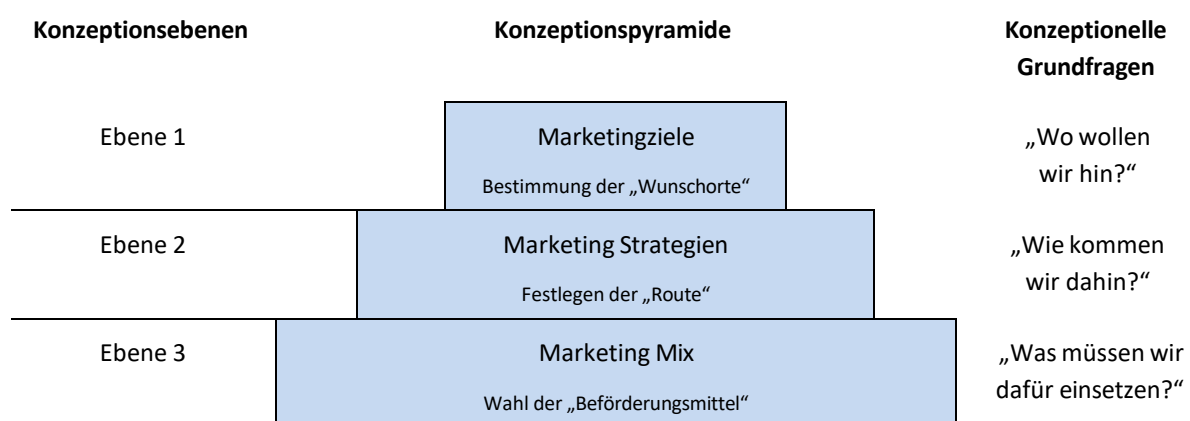 Konzeptionsebenen
Konzeptionspyramide
Konzeptionelle
Grundfragen
Ebene 1
Marketingziele
Bestimmung der „Wunschorte“
„Wo wollen
wir hin?“
Ebene 2
Marketing Strategien
Festlegen der „Route“
„Wie kommen
wir dahin?“
Ebene 3
Marketing Mix
Wahl der „Beförderungsmittel“
„Was müssen wir
dafür einsetzen?“